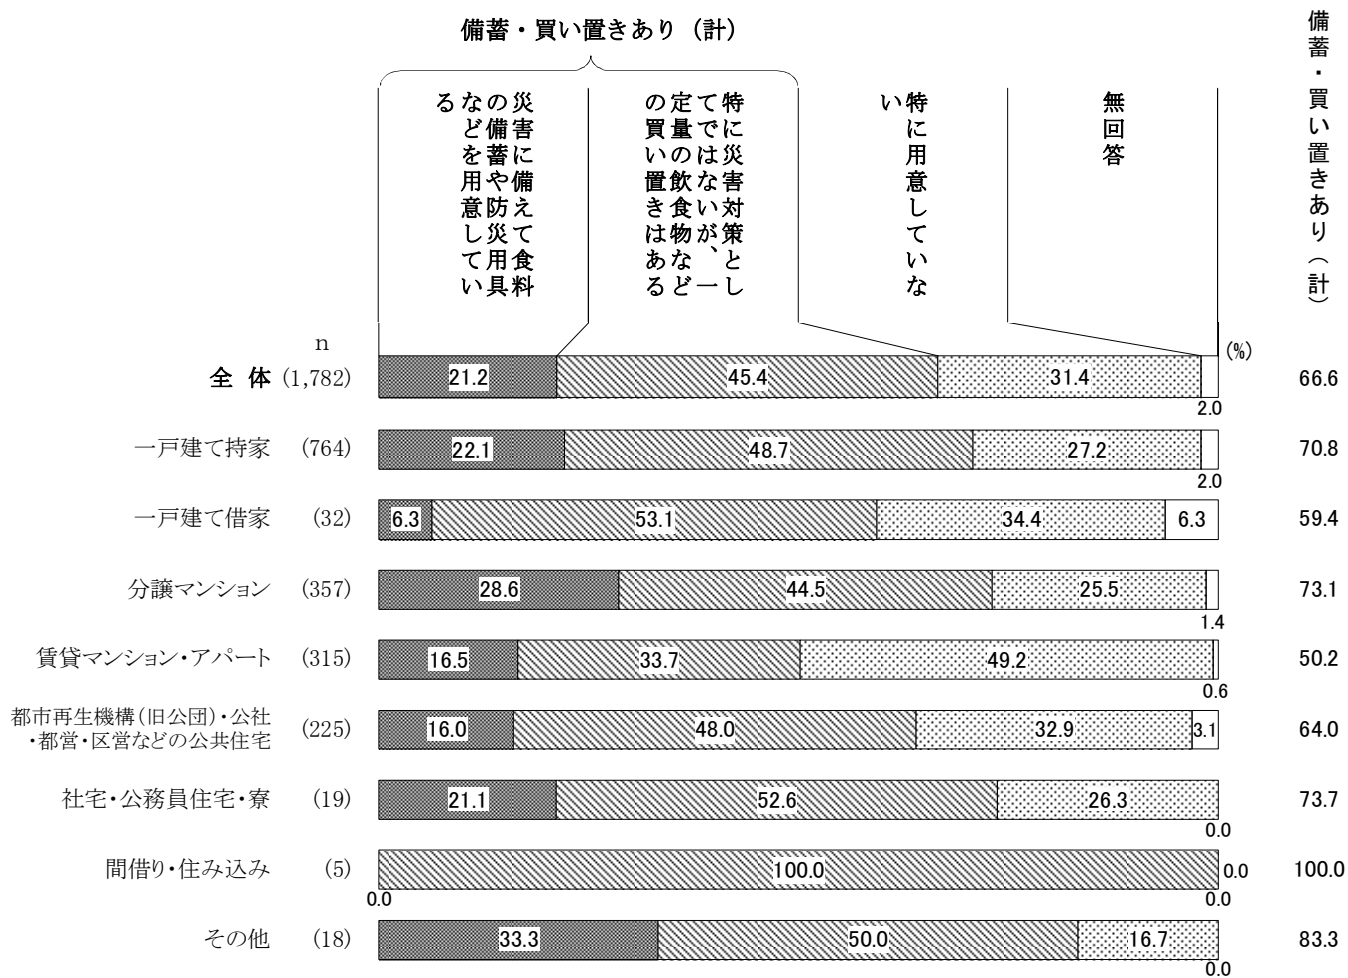 備蓄・買い置きあり（計）
災害に備えて食料
の備蓄や防災用具
などを用意してい
る
特に災害対策とし
てではないが、一
定量の飲食物など
の買い置きはある
特に用意していな
い
無回答
備蓄・買い置きあり（計）
n
(%)
全 体 (1,782) 21.2 45.4 31.4 2.0 66.6
一戸建て持家 (764) 22.1 48.7 27.2 2.0 70.8
一戸建て借家 (32) 6.3 53.1 34.4 6.3 59.4
分譲マンション (357) 28.6 44.5 25.5 1.4 73.1
賃貸マンション・アパート (315) 16.5 33.7 49.2 0.6 50.2
都市再生機構（旧公団）・公社
・都営・区営などの公共住宅 (225) 16.0 48.0 32.9 3.1 64.0
社宅・公務員住宅・寮 (19) 21.1 52.6 26.3 0.0 73.7
間借り・住み込み (5) 0.0 100.0 0.0 0.0 100.0
その他 (18) 33.3 50.0 16.7 0.0 83.3